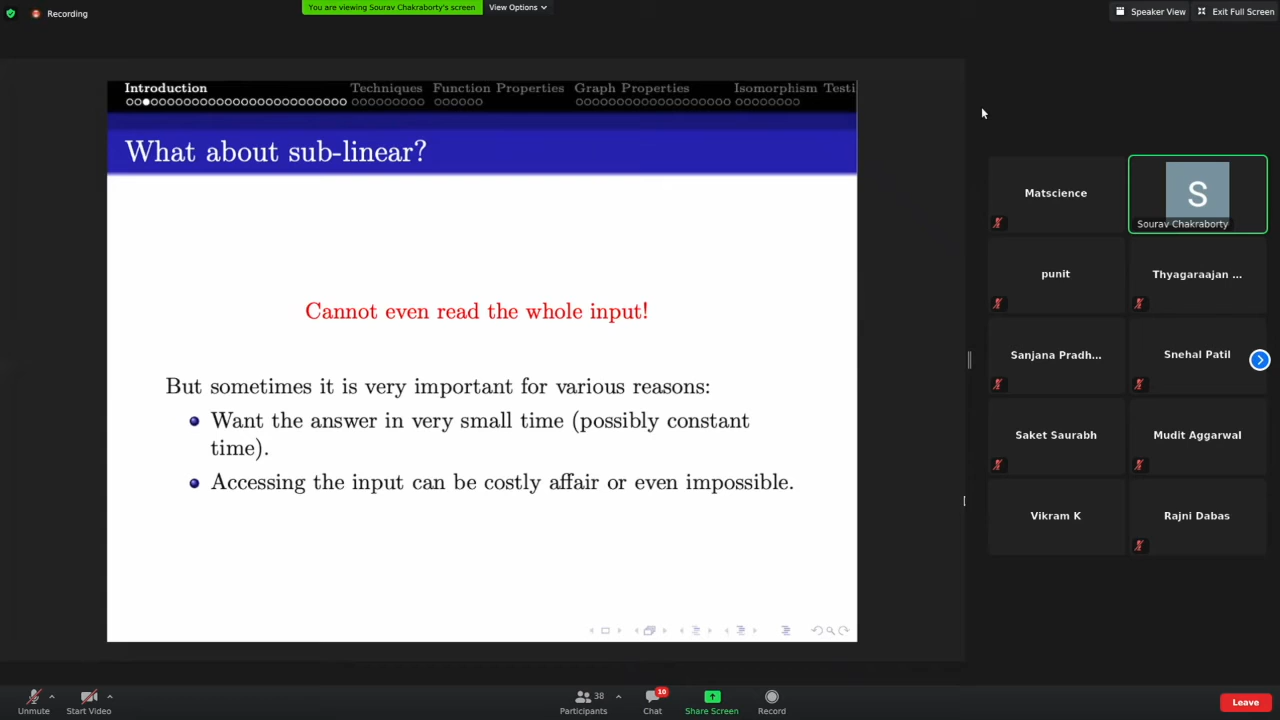 Recording
You are viewing Sourav Chakraborty's screen
View Options
Speaker View
Exit Full Screen
Introduction
Techniques
Function Properties
Graph Properties
Isomorphism
Testi
What about sub-linear?
Cannot even read the whole input!
But sometimes it is very important for various reasons:
Want the answer in very small time (possibly constant
time).
Accessing the input can be costly affair or even impossible.
Matscience
S
Sourav Chakraborty
punit
Thyagaraajan ...
Sanjana Pradh...
Snehal Patil
Saket Saurabh
Mudit Aggarwal
Vikram K
Rajni Dabas
Unmute
Start Video
38
Participants
10
Chat
Share Screen
Record
Leave